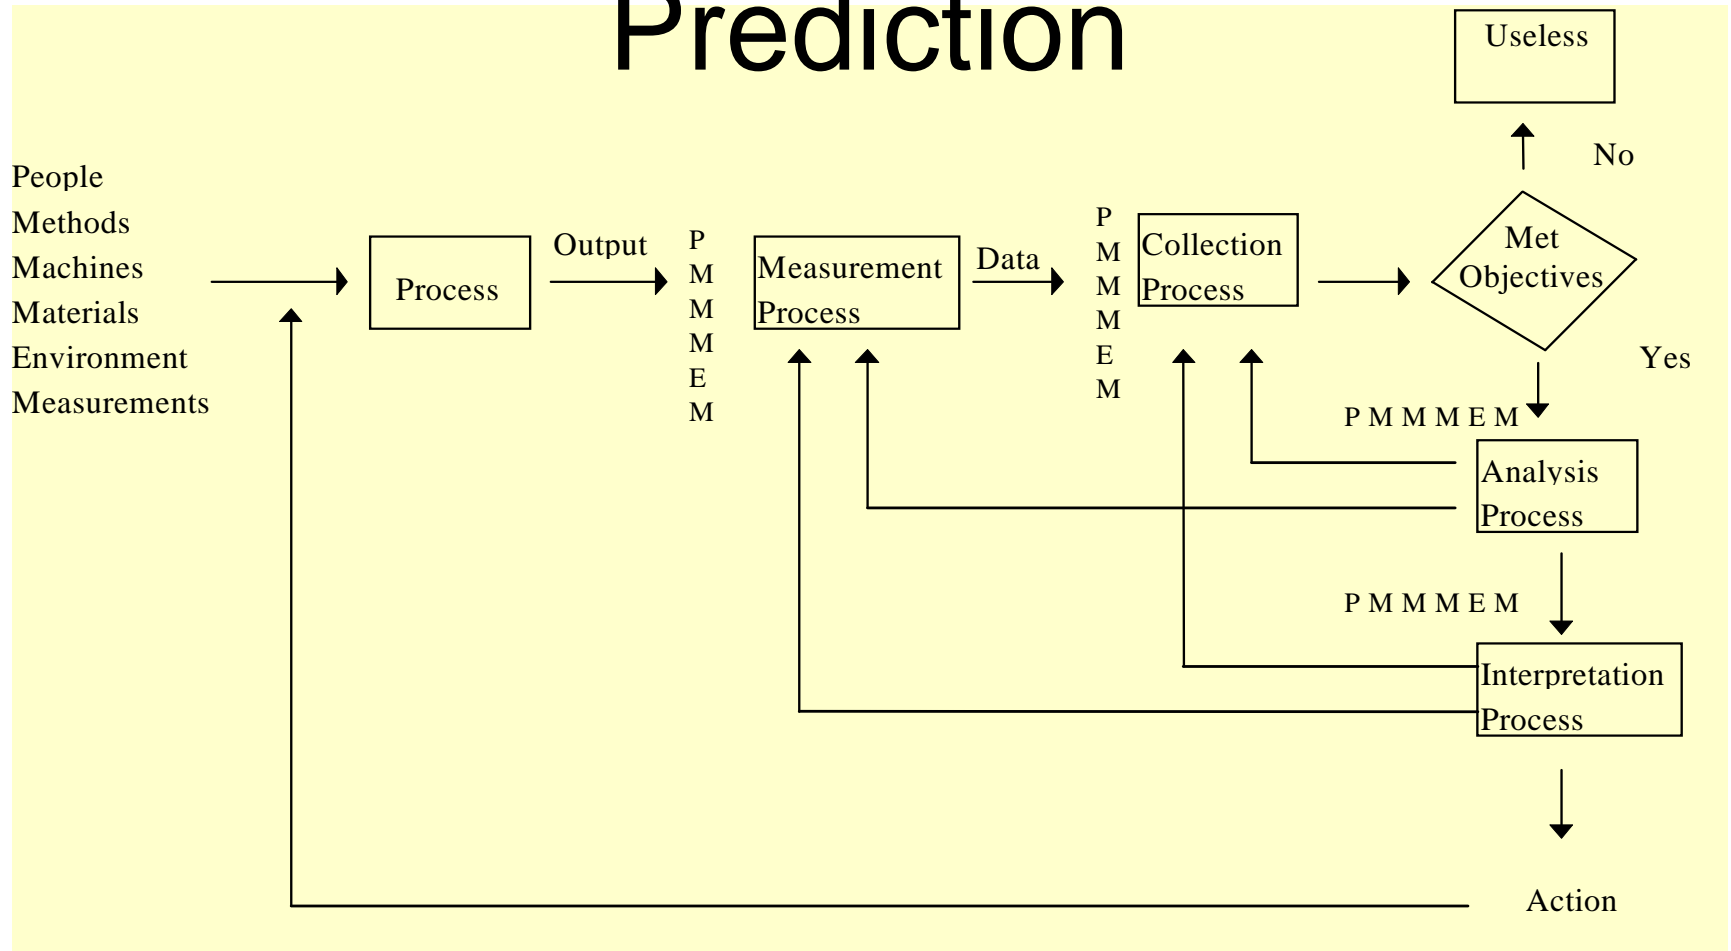 Prediction
Useless
No
People
Methods
Machines
Materials
Environment
Measurements
Process
Output
P
M
M
M
E
M
Measurement
Process
Data
P
M
M
M
E
M
Collection
Process
Met
Objectives
Yes
P M M M E M
Analysis
Process
P M M M E M
Interpretation
Process
Action